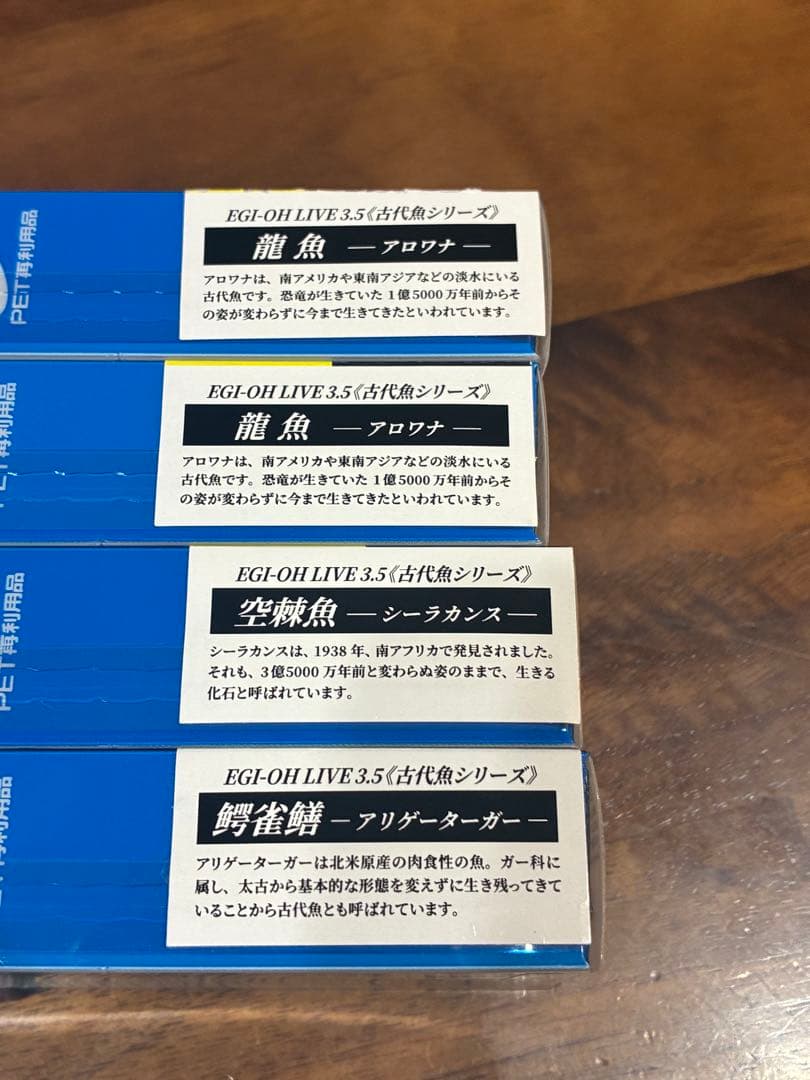 PET再利用品
EGI-OH LIVE 3.5《古代魚シリーズ》
龍魚 ―アロワナ―
アロワナは、南アメリカや東南アジアなどの淡水にいる
古代魚です。恐竜が生きていた1億5000万年前からそ
の姿が変わらずに今まで生きてきたといわれています。
PET再利用品
EGI-OH LIVE 3.5《古代魚シリーズ》
龍魚 ―アロワナ―
アロワナは、南アメリカや東南アジアなどの淡水にいる
古代魚です。恐竜が生きていた1億5000万年前からそ
の姿が変わらずに今まで生きてきたといわれています。
PET再利用品
EGI-OH LIVE 3.5《古代魚シリーズ》
空棘魚 ―シーラカンス―
シーラカンスは、1938年、南アフリカで発見されました。
それも、3億5000万年前と変わらぬ姿のままで、生きる
化石と呼ばれています。
再利用品
EGI-OH LIVE 3.5《古代魚シリーズ》
鰐雀鱔 ―アリゲーターガー―
アリゲーターガーは北米原産の肉食性の魚。ガー科に
属し、太古から基本的な形態を変えずに生き残ってきて
いることから古代魚とも呼ばれています。